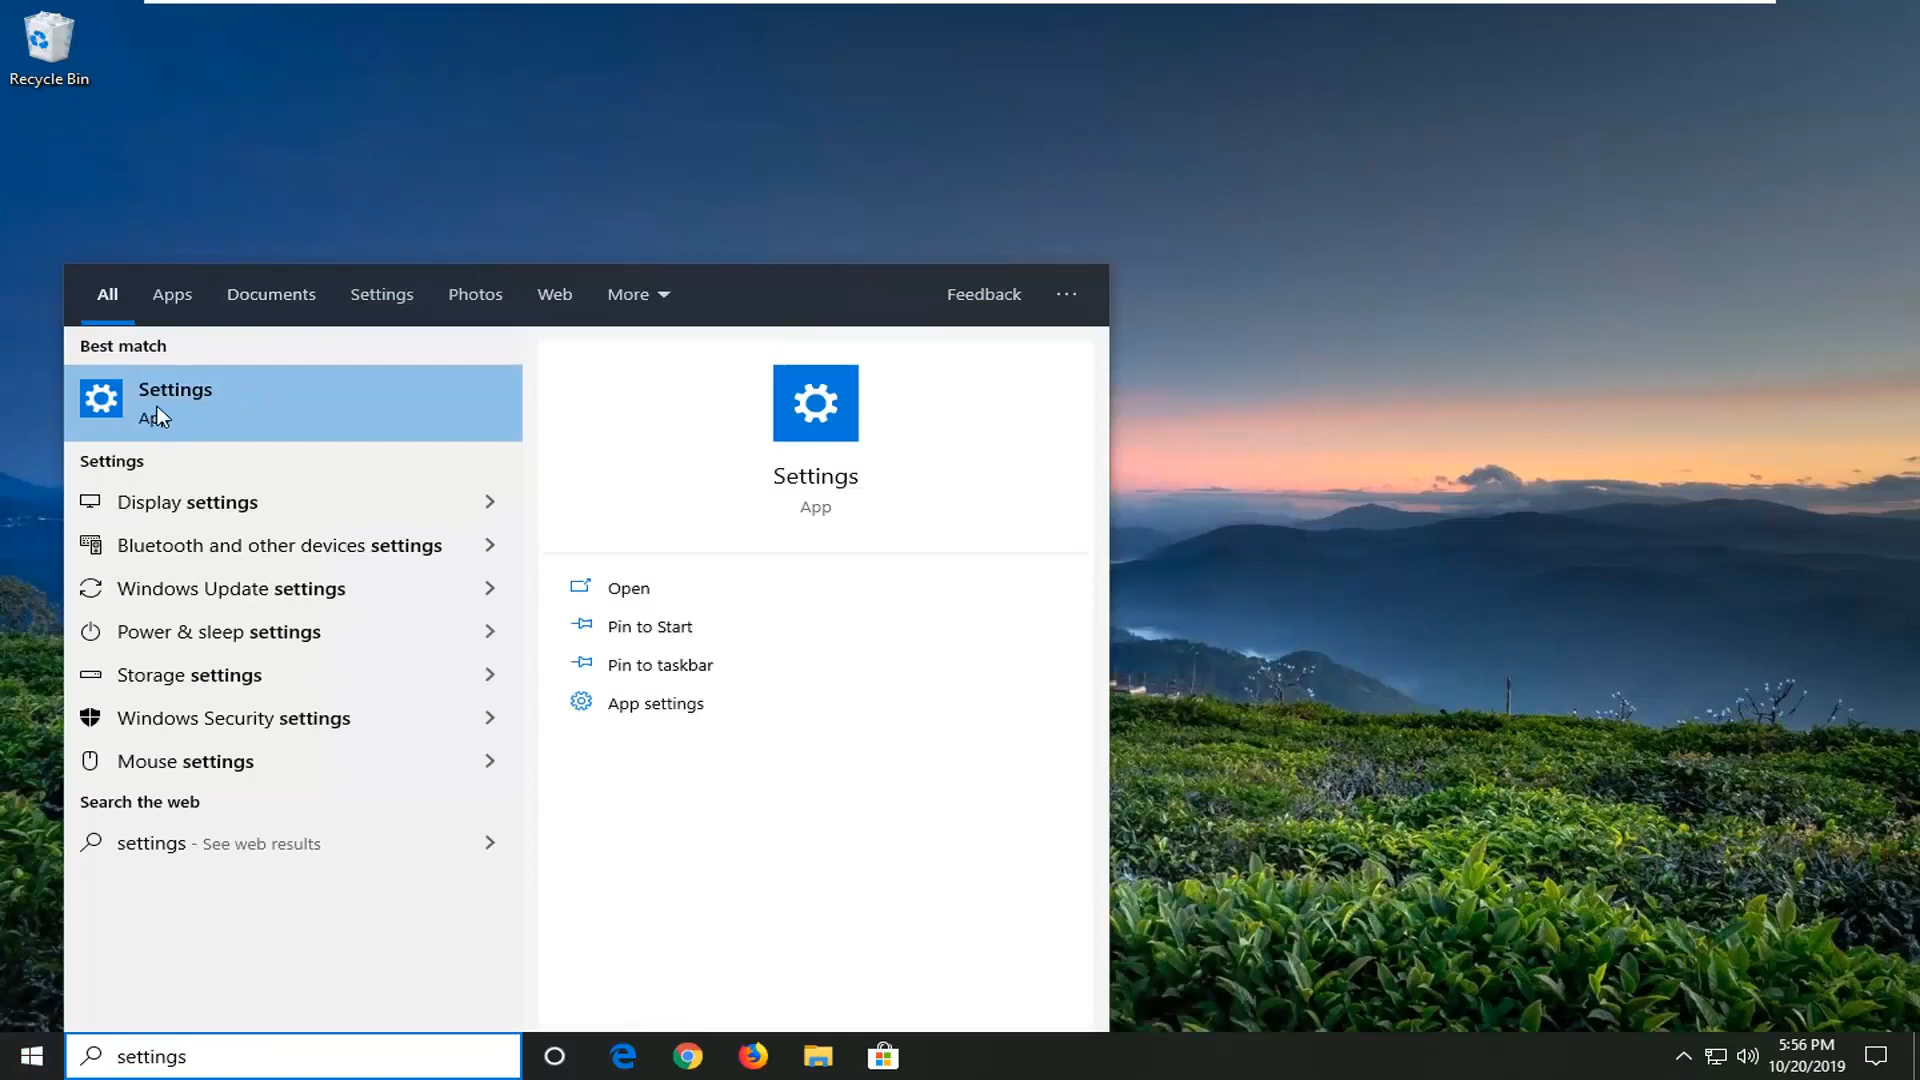 Recycle Bin
All Apps Documents Settings Photos Web More Feedback ···
Best match
Settings
App
Settings
Display settings
Bluetooth and other devices settings
Windows Update settings
Power & sleep settings
Storage settings
Windows Security settings
Mouse settings
Search the web
settings - See web results
Settings
App
Open
Pin to Start
Pin to taskbar
App settings
settings
5:56 PM
10/20/2019